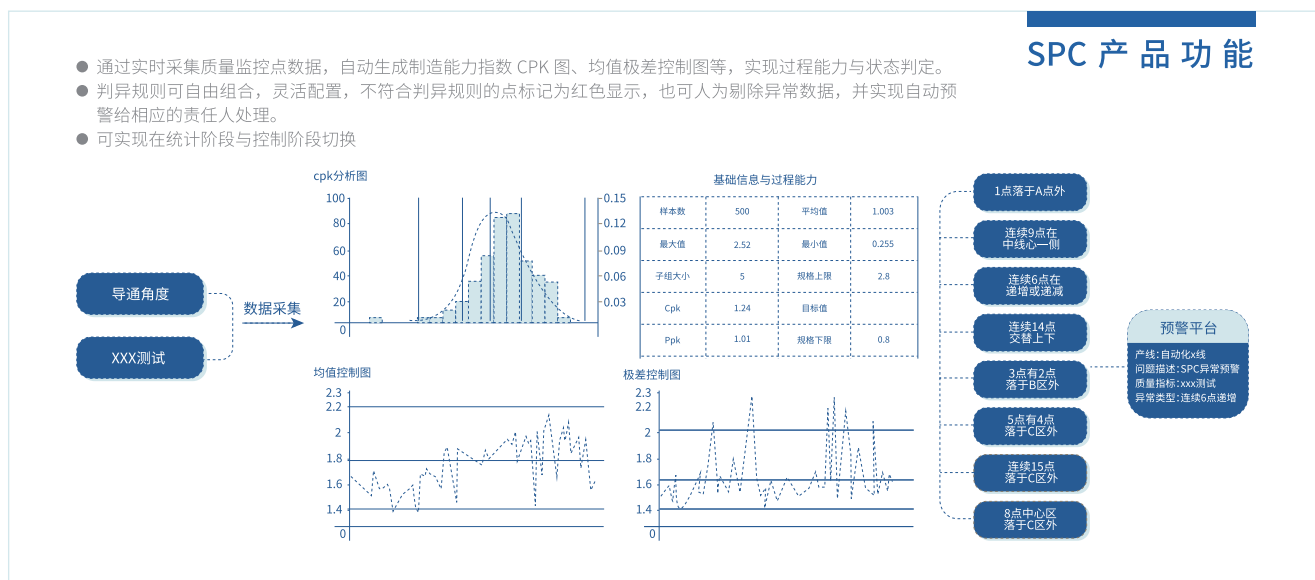 SPC 产 品 功 能
● 通过实时采集质量监控点数据，自动生成制造能力指数 CPK 图、均值极差控制图等，实现过程能力与状态判定。
● 判异规则可自由组合，灵活配置，不符合判异规则的点标记为红色显示，也可人为剔除异常数据，并实现自动预
警给相应的责任人处理。
● 可实现在统计阶段与控制阶段切换
导通角度
XXX测试
数据采集
cpk分析图
100
80
60
40
20
0
0.15
0.12
0.09
0.06
0.03
基础信息与过程能力
样本数 500 平均值 1.003
最大值 2.52 最小值 0.255
子组大小 5 规格上限 2.8
Cpk 1.24 目标值
Ppk 1.01 规格下限 0.8
均值控制图
2.3
2.2
2
1.8
1.6
1.4
0
极差控制图
2.3
2.2
2
1.8
1.6
1.4
0
1点落于A点外
连续9点在
中线心一侧
连续6点在
递增或递减
连续14点
交替上下
3点有2点
落于B区外
5点有4点
落于C区外
连续15点
落于C区外
8点中心区
落于C区外
预警平台
产线:自动化x线
问题描述:SPC异常预警
质量指标:xxx测试
异常类型:连续6点递增